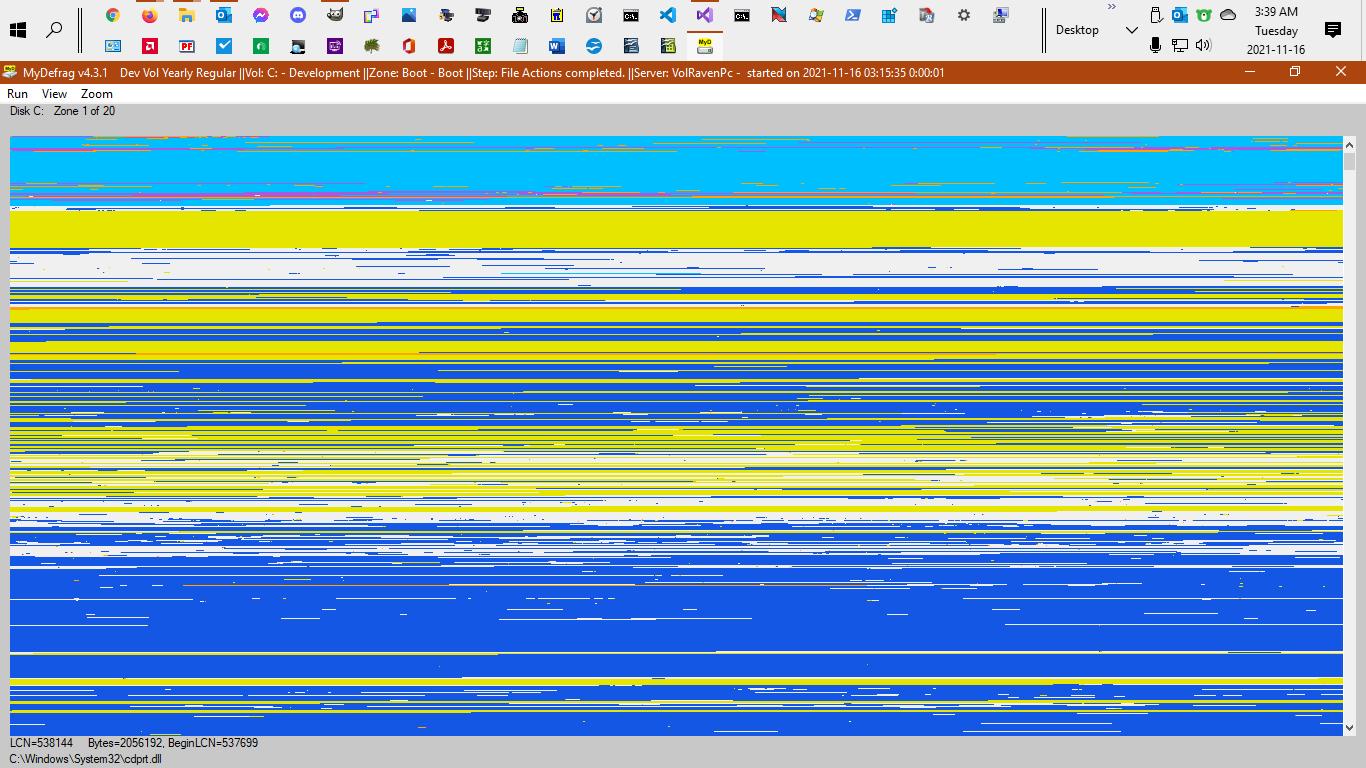 3:39 AM
Desktop
Tuesday
2021-11-16
MyDefrag v4.3.1 Dev Vol Yearly Regular ||Vol: C: - Development ||Zone: Boot - Boot ||Step: File Actions completed. ||Server: VolRavenPc - started on 2021-11-16 03:15:35 0:00:01
Run View Zoom
Disk C: Zone 1 of 20
LCN=538144 Bytes=2056192, BeginLCN=537699
C:\Windows\System32\cdprt.dll